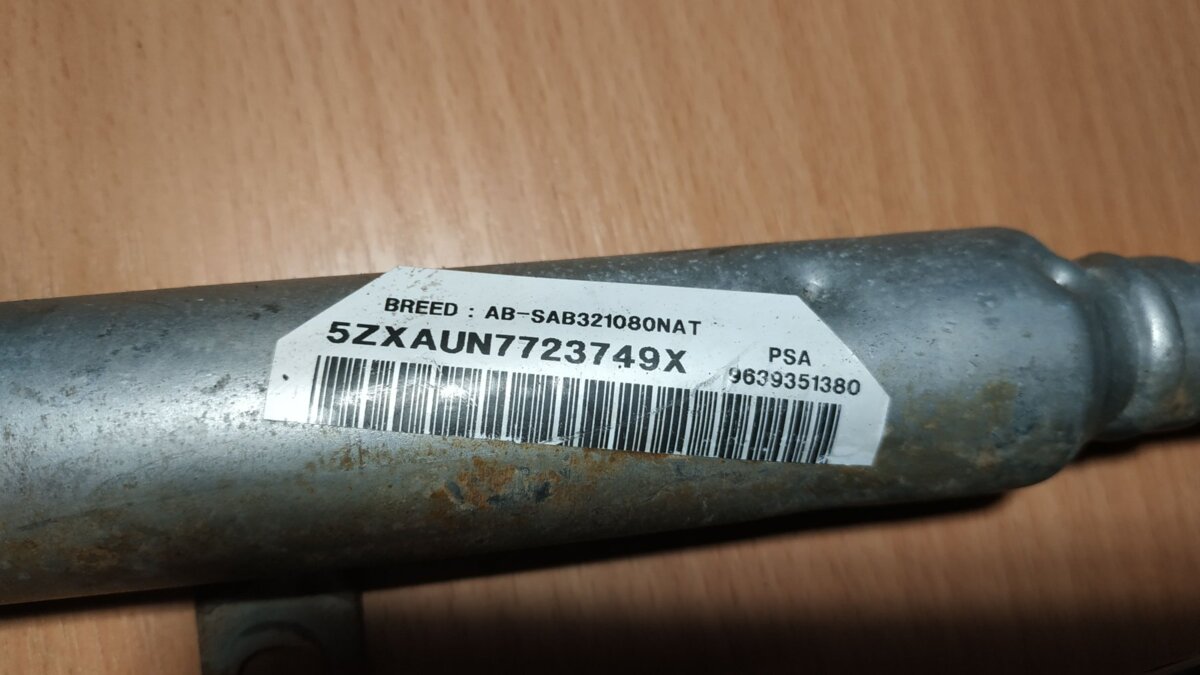 BREED : AB-SAB321080NAT
5ZXAUN7723749X
PSA
9639351380